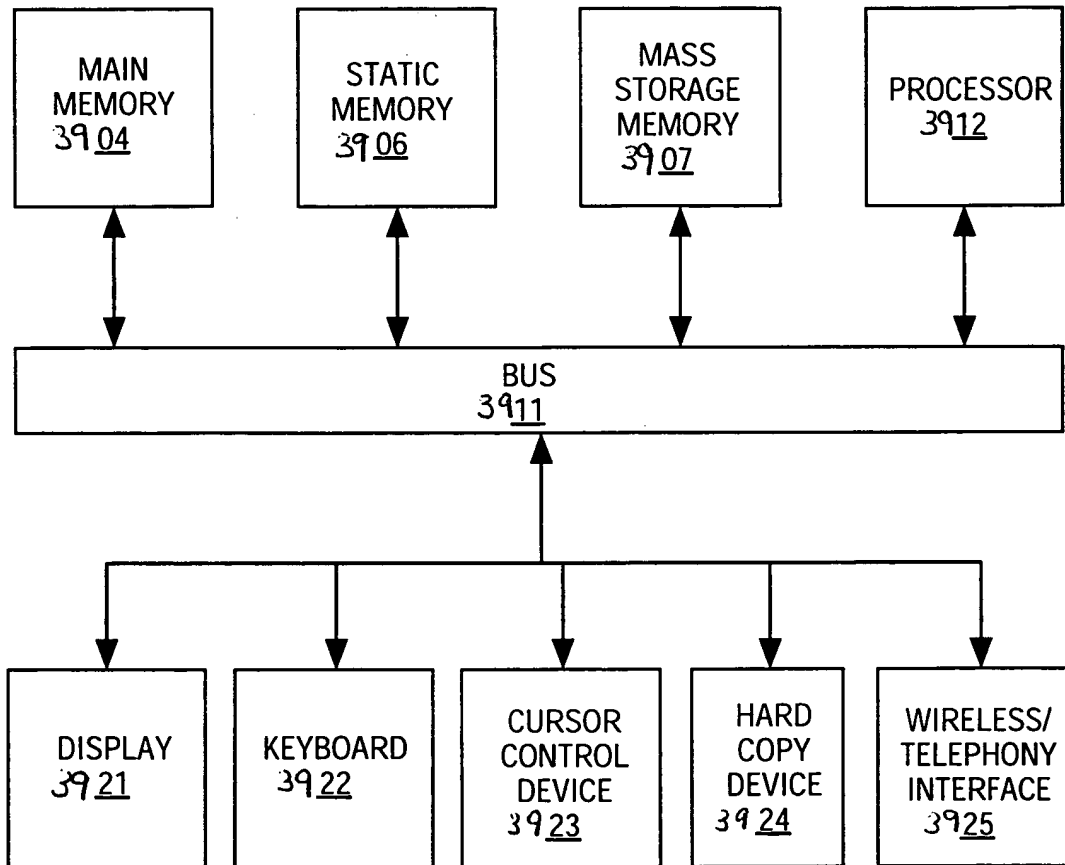 MAIN
MEMORY
3904
STATIC
MEMORY
3906
MASS
STORAGE
MEMORY
3907
PROCESSOR
3912
BUS
3911
DISPLAY
3921
KEYBOARD
3922
CURSOR
CONTROL
DEVICE
3923
HARD
COPY
DEVICE
3924
WIRELESS/
TELEPHONY
INTERFACE
3925